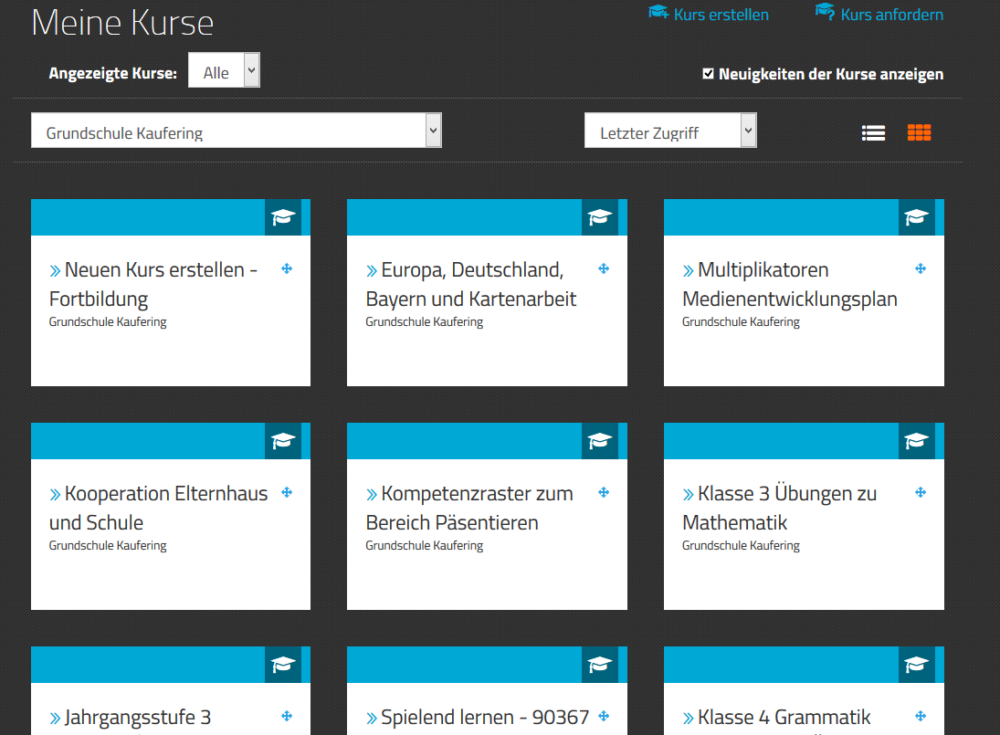 Meine Kurse
Kurs erstellen
Kurs anfordern
Angezeigte Kurse: Alle
Neuigkeiten der Kurse anzeigen
Grundschule Kaufering
Letzter Zugriff
Neuen Kurs erstellen -
Fortbildung
Grundschule Kaufering
Europa, Deutschland,
Bayern und Kartenarbeit
Grundschule Kaufering
Multiplikatoren
Medienentwicklungsplan
Grundschule Kaufering
Kooperation Elternhaus
und Schule
Grundschule Kaufering
Kompetenzraster zum
Bereich Päsentieren
Grundschule Kaufering
Klasse 3 Übungen zu
Mathematik
Grundschule Kaufering
Jahrgangsstufe 3
Spielend lernen - 90367
Klasse 4 Grammatik